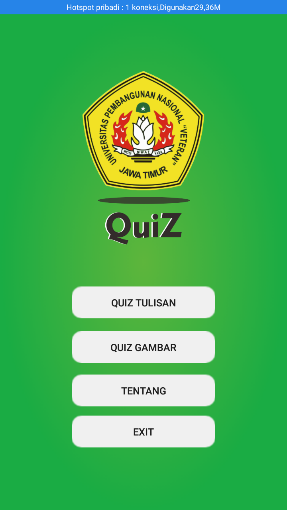 Hotspot pribadi : 1 koneksi,Digunakan29,36M
UNIVERSITAS PEMBANGUNAN NASIONAL "VETERAN"
JAWA TIMUR
QuiZ
QUIZ TULISAN
QUIZ GAMBAR
TENTANG
EXIT